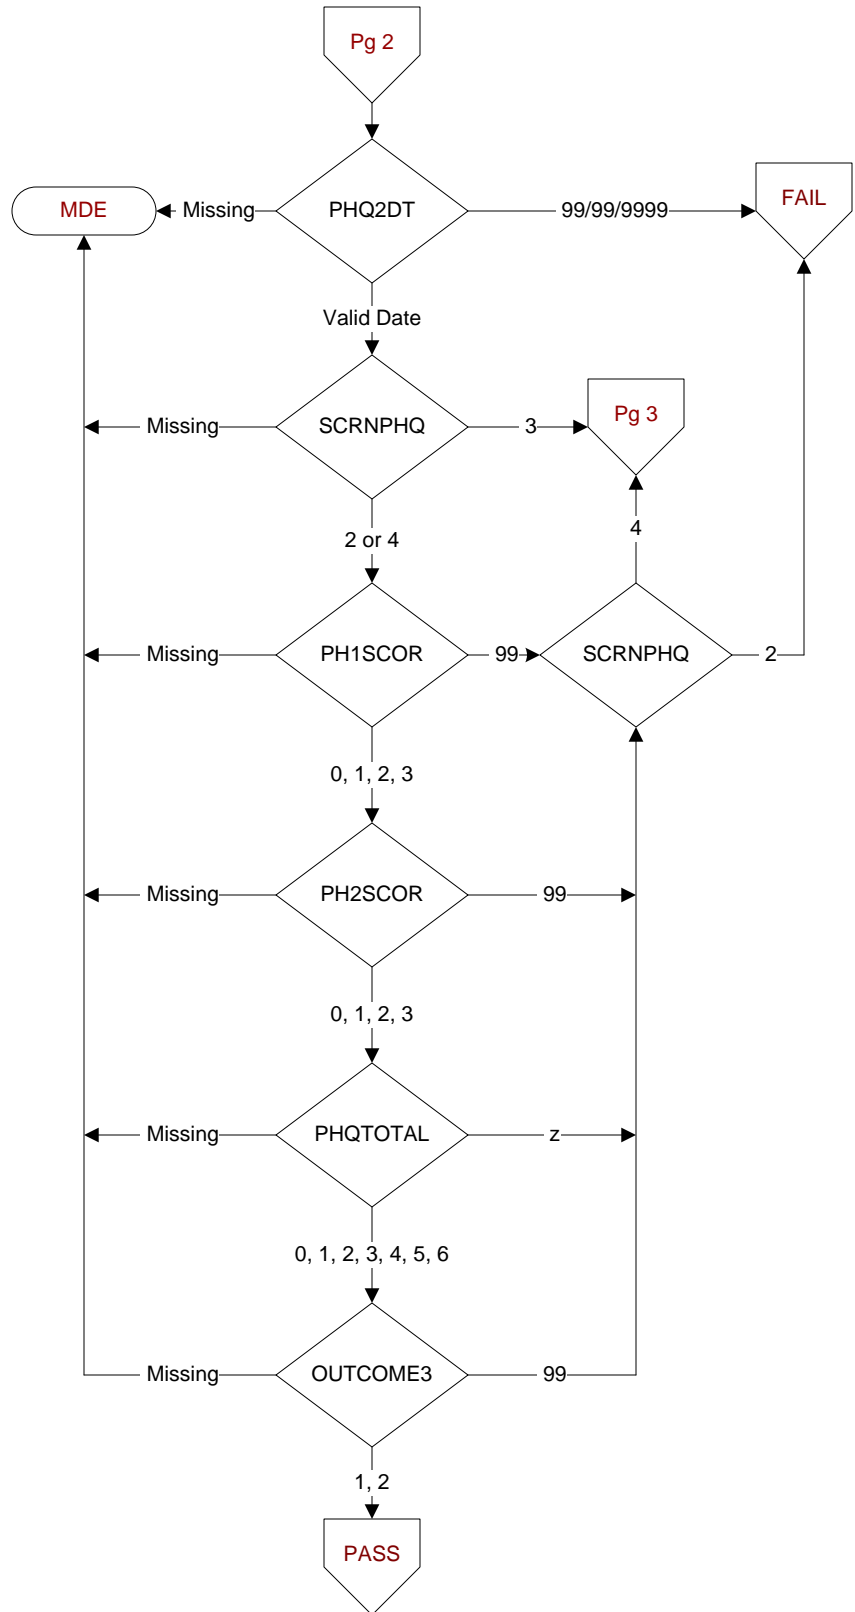 Pg 2
MDE
Missing
PHQ2DT
99/99/9999
FAIL
Valid Date
Missing
SCRNPHQ
3
Pg 3
2 or 4
4
Missing
PH1SCOR
99
SCRNPHQ
2
0, 1, 2, 3
Missing
PH2SCOR
99
0, 1, 2, 3
Missing
PHQTOTAL
z
0, 1, 2, 3, 4, 5, 6
Missing
OUTCOME3
99
1, 2
PASS